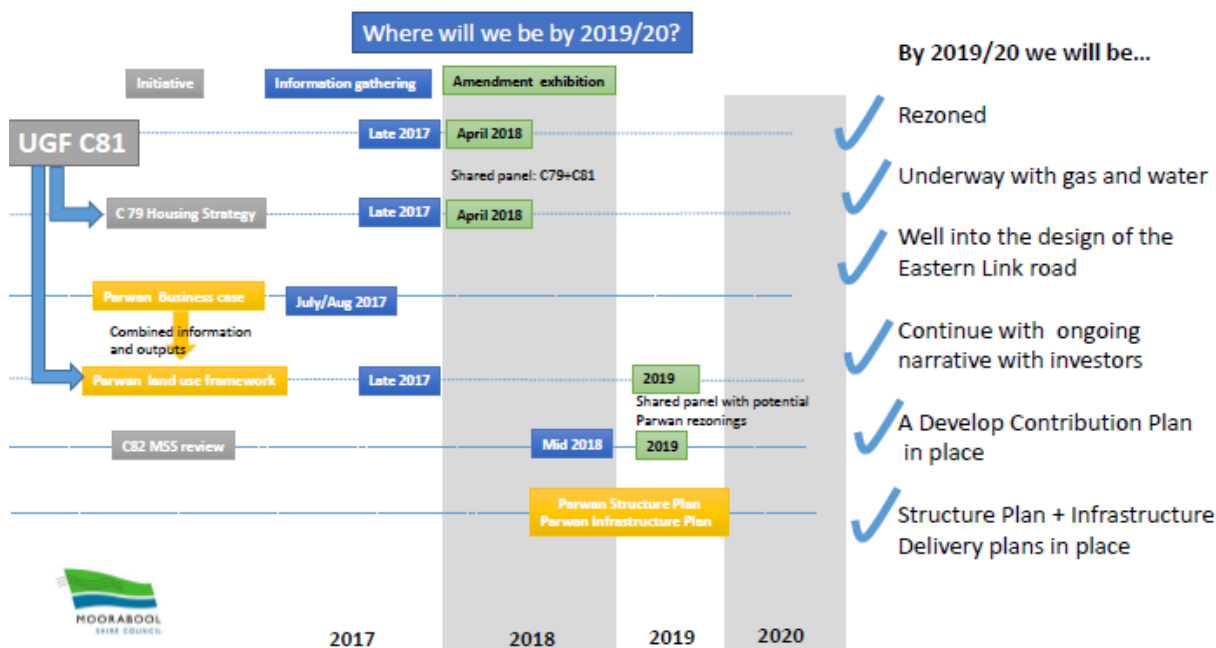 Where will we be by 2019/20?
By 2019/20 we will be...
Initiative
Information gathering
Amendment exhibition
UGF C81
Late 2017
April 2018
Rezoned
Shared panel: C79+C81
Underway with gas and water
C 79 Housing Strategy
Late 2017
April 2018
Well into the design of the
Eastern Link road
Parwan Business case
July/Aug 2017
Combined information
and outputs
Continue with ongoing
narrative with investors
Parwan land use framework
Late 2017
2019
Shared panel with potential
Parwan rezonings
A Develop Contribution Plan
in place
C82 MSS review
Mid 2018
2019
Parwan Structure Plan
Parwan Infrastructure Plan
Structure Plan + Infrastructure
Delivery plans in place
MOORABOOL
SHIRE COUNCIL
2017
2018
2019
2020